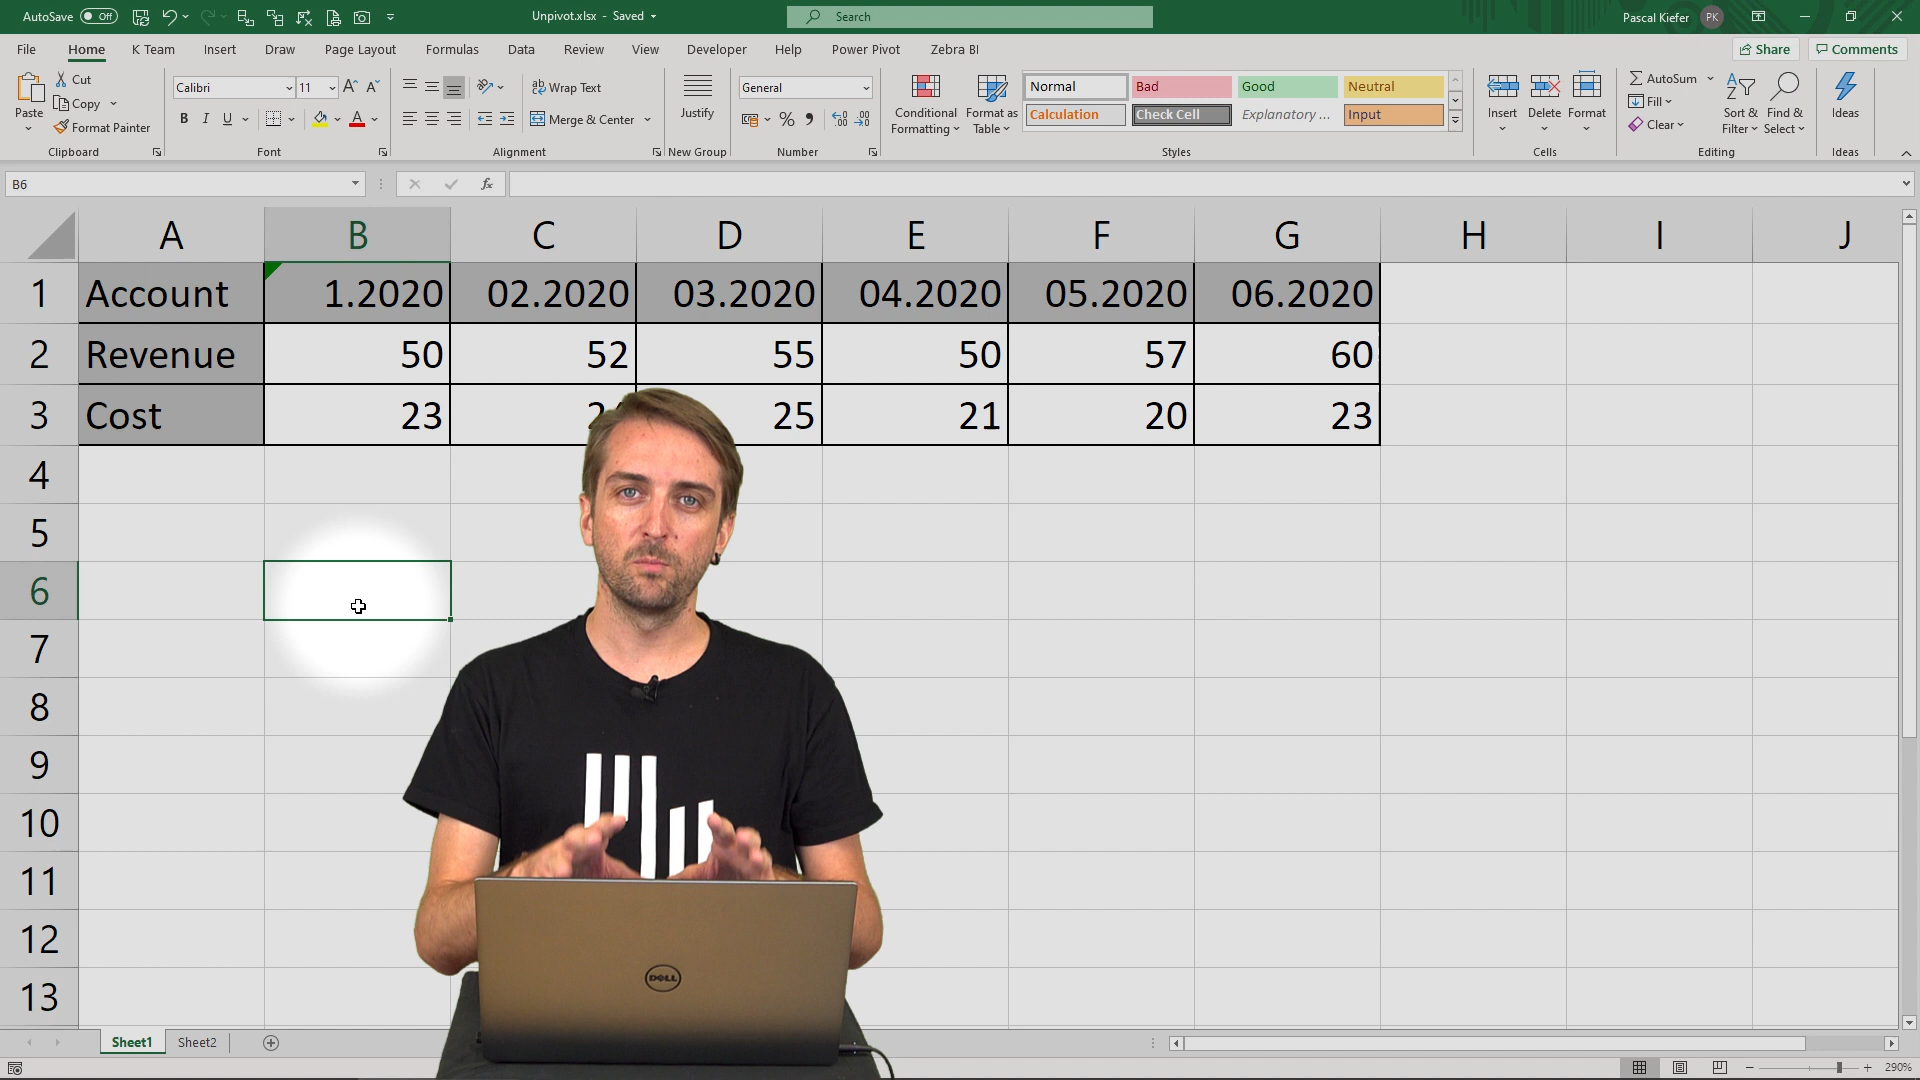 AutoSave Off Unpivot.xlsx - Saved Search Pascal Kiefer PK
File Home K Team Insert Draw Page Layout Formulas Data Review View Developer Help Power Pivot Zebra BI Share Comments
Paste Cut Copy Format Painter
Clipboard
Calibri 11
B I U
Font
Wrap Text
Merge & Center
Alignment
Justify
New Group
General
%
Number
Conditional Formatting
Format as Table
Normal Bad Good Neutral
Calculation Check Cell Explanatory ... Input
Styles
Insert Delete Format
Cells
AutoSum
Fill
Clear
Sort & Filter
Find & Select
Editing
Ideas
Ideas
B6 fx
A B C D E F G H I J
1 Account 1.2020 02.2020 03.2020 04.2020 05.2020 06.2020
2 Revenue 50 52 55 50 57 60
3 Cost 23 25 21 20 23
4
5
6
7
8
9
10
11
12
13
DELL
Sheet1 Sheet2
290%